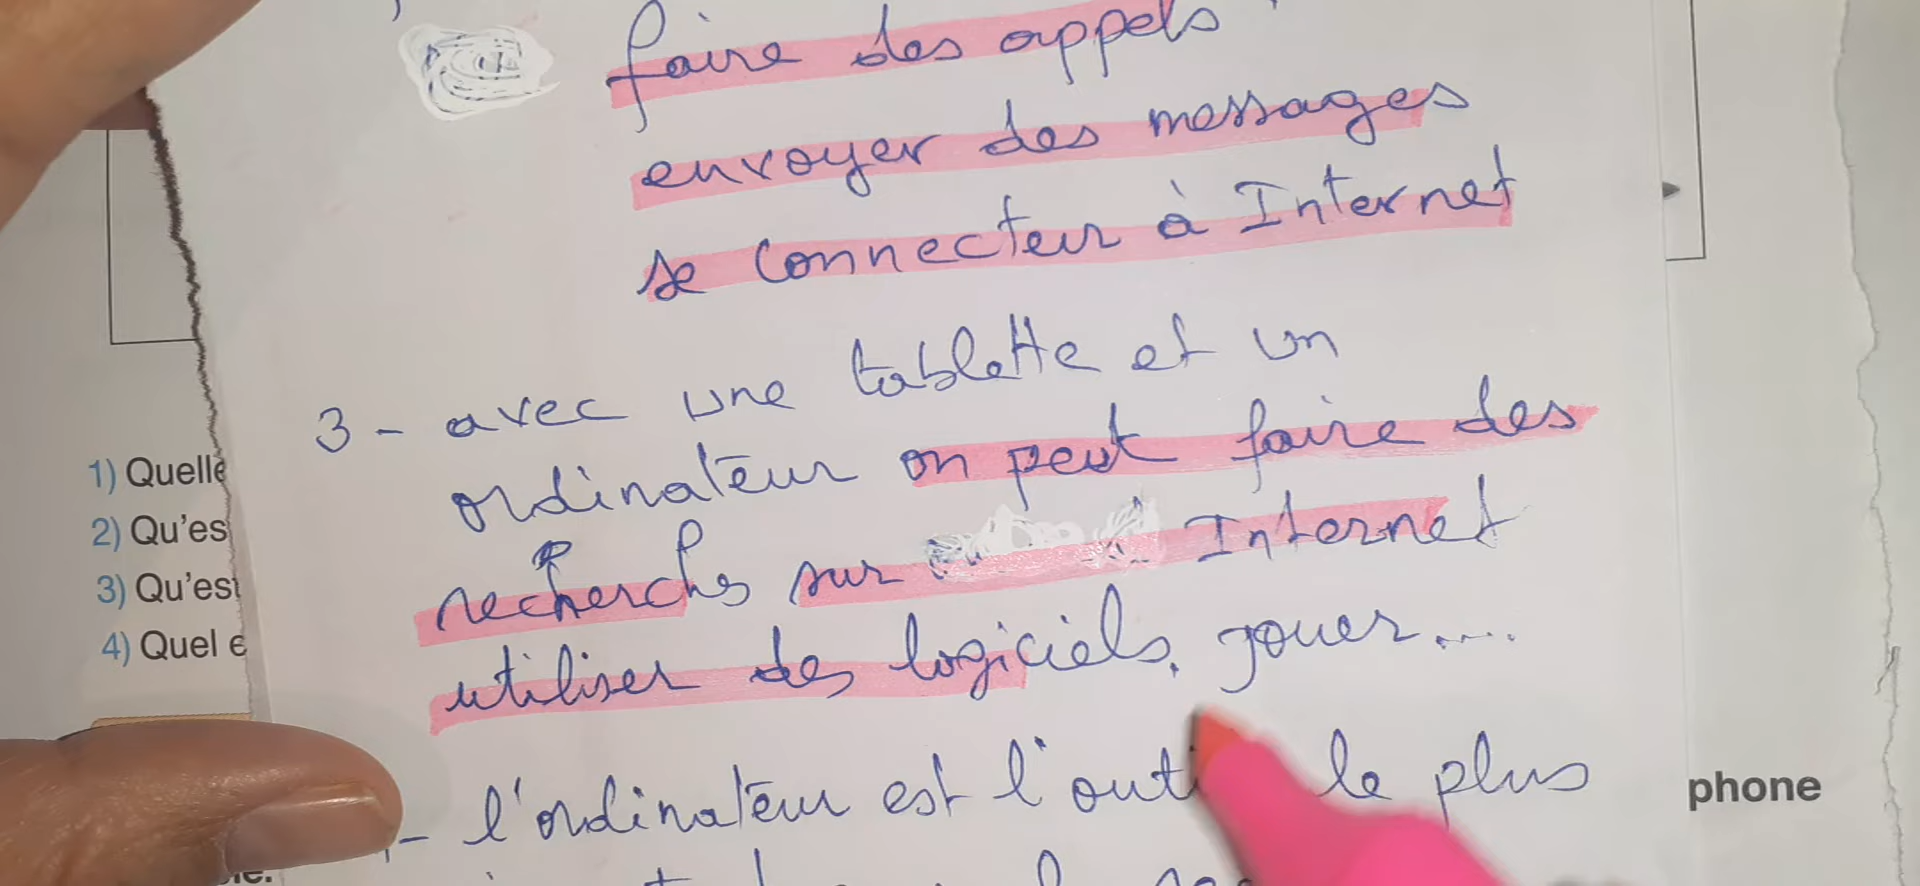 faire des appels
envoyer des messages
se connecter à Internet
3 - avec une tablette et un
ordinateur on peut faire des
recherches sur Internet
utiliser des logiciels, jouer....
- l'ordinateur est l'outi le plus
1) Quelle
2) Qu'es
3) Qu'est
4) Quel e
phone